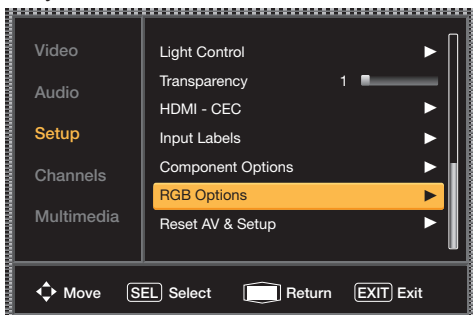 Video
Audio
Setup
Channels
Multimedia
Light Control
Transparency 1
HDMI - CEC
Input Labels
Component Options
RGB Options
Reset AV & Setup
Move SEL Select Return EXIT Exit